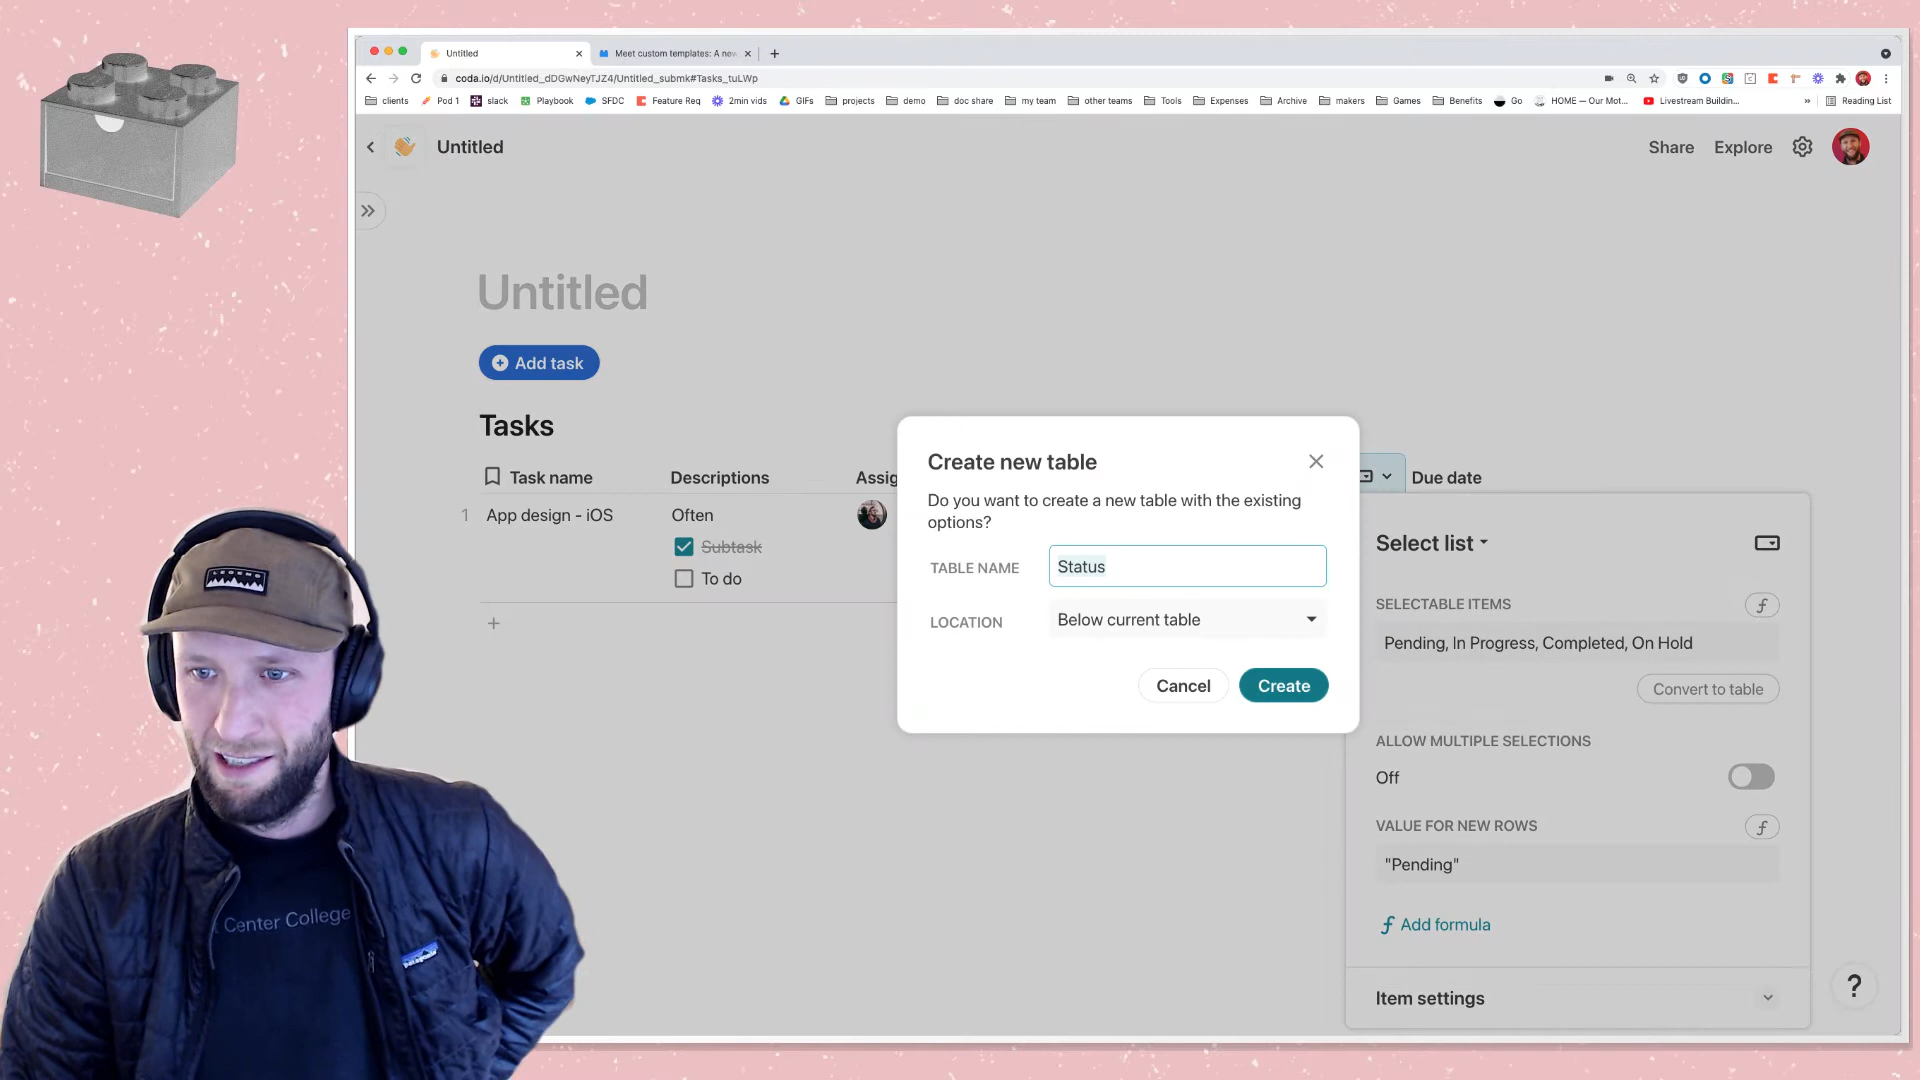 Untitled
Meet custom templates: A new
coda.io/d/Untitled_dDGwNeyTJZ4/Untitled_submk#Tasks_tuLWp
clients Pod 1 slack Playbook SFDC Feature Req 2min vids GIFs projects demo doc share my team other teams Tools Expenses Archive makers Games Benefits Go HOME — Our Mot... Livestream Buildin... » Reading List
Untitled
Share Explore
Untitled
Add task
Tasks
Task name Descriptions Assig Due date
1 App design - iOS Often
Subtask
To do
Create new table
Do you want to create a new table with the existing
options?
TABLE NAME Status
LOCATION Below current table
Cancel Create
Select list
SELECTABLE ITEMS
Pending, In Progress, Completed, On Hold
Convert to table
ALLOW MULTIPLE SELECTIONS
Off
VALUE FOR NEW ROWS
"Pending"
Add formula
Item settings
?
LEGEND
Center College
patagonia